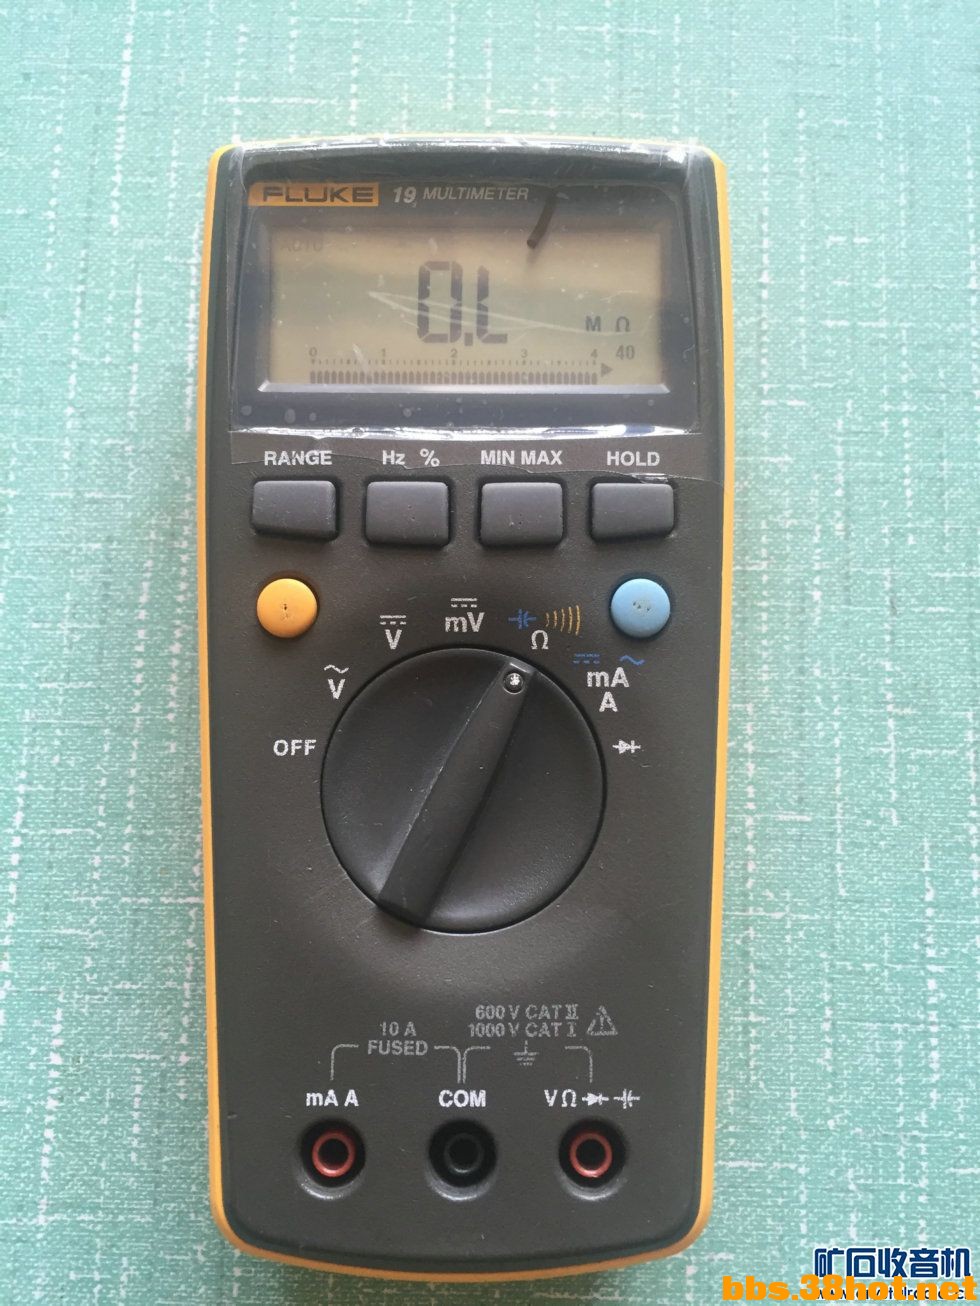 FLUKE 19 MULTIMETER
AUTO
0.L
M Ω
0 1 2 3 4 40
RANGE Hz % MIN MAX HOLD
mV
V
Ω
V
mA
A
OFF
600 V CAT II
1000 V CAT I
10 A
FUSED
mA A COM V Ω
矿石收音机
bbs.38hot.net